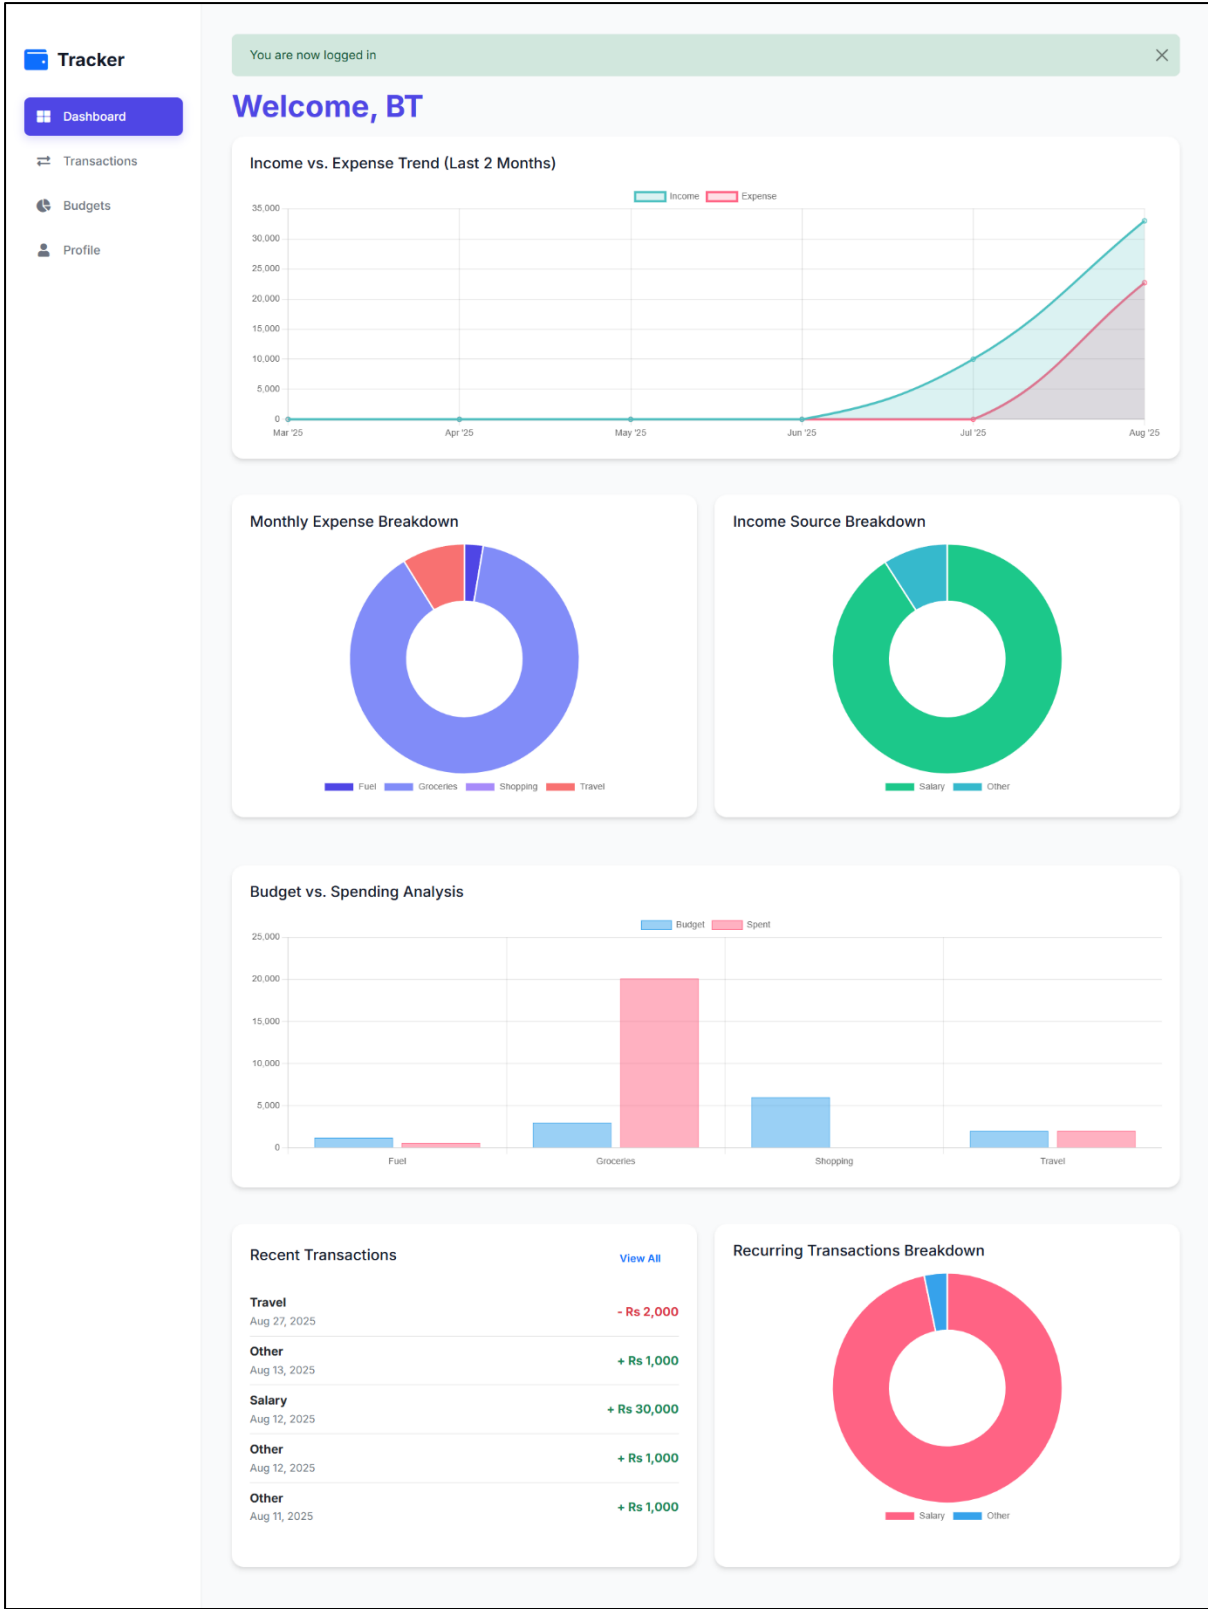 Tracker
Dashboard
Transactions
Budgets
Profile
You are now logged in
Welcome, BT
Income vs. Expense Trend (Last 2 Months)
Income Expense
35,000
30,000
25,000
20,000
15,000
10,000
5,000
0
Mar '25 Apr '25 May '25 Jun '25 Jul '25 Aug '25
Monthly Expense Breakdown
Fuel Groceries Shopping Travel
Income Source Breakdown
Salary Other
Budget vs. Spending Analysis
Budget Spent
25,000
20,000
15,000
10,000
5,000
0
Fuel Groceries Shopping Travel
Recent Transactions View All
Travel
Aug 27, 2025
- Rs 2,000
Other
Aug 13, 2025
+ Rs 1,000
Salary
Aug 12, 2025
+ Rs 30,000
Other
Aug 12, 2025
+ Rs 1,000
Other
Aug 11, 2025
+ Rs 1,000
Recurring Transactions Breakdown
Salary Other